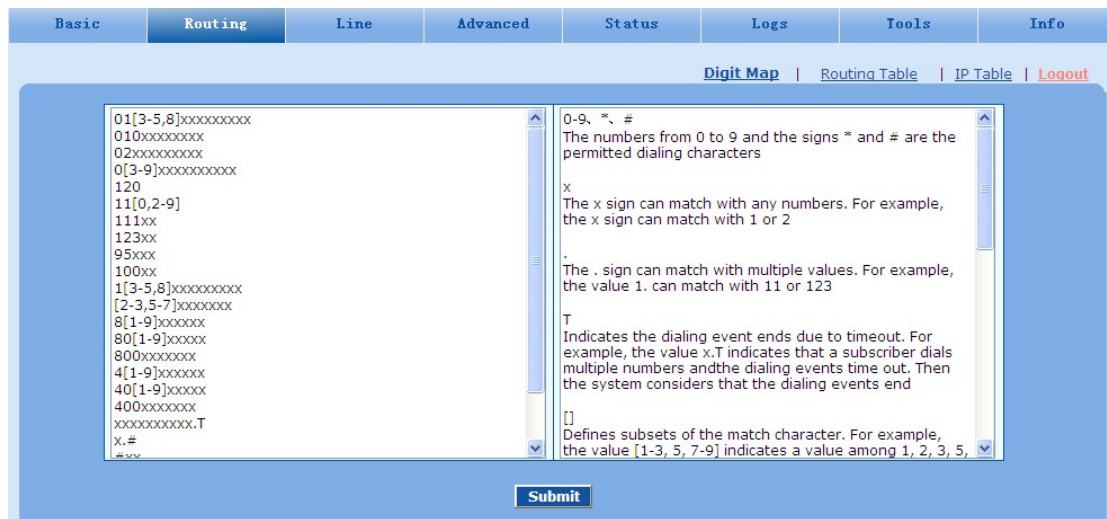 Basic Routing Line Advanced Status Logs Tools Info
Digit Map | Routing Table | IP Table | Logout
01[3-5,8]xxxxxxxxx
010xxxxxxxx
02xxxxxxxxx
0[3-9]xxxxxxxxxx
120
11[0,2-9]
111xx
123xx
95xxx
100xx
1[3-5,8]xxxxxxxxx
[2-3,5-7]xxxxxxx
8[1-9]xxxxxx
80[1-9]xxxxx
800xxxxxxx
4[1-9]xxxxxx
40[1-9]xxxxx
400xxxxxxx
xxxxxxxxxx.T
x.#
#xx
0-9、*、#
The numbers from 0 to 9 and the signs * and # are the
permitted dialing characters
x
The x sign can match with any numbers. For example,
the x sign can match with 1 or 2
.
The . sign can match with multiple values. For example,
the value 1. can match with 11 or 123
T
Indicates the dialing event ends due to timeout. For
example, the value x.T indicates that a subscriber dials
multiple numbers andthe dialing events time out. Then
the system considers that the dialing events end
[]
Defines subsets of the match character. For example,
the value [1-3, 5, 7-9] indicates a value among 1, 2, 3, 5,
Submit